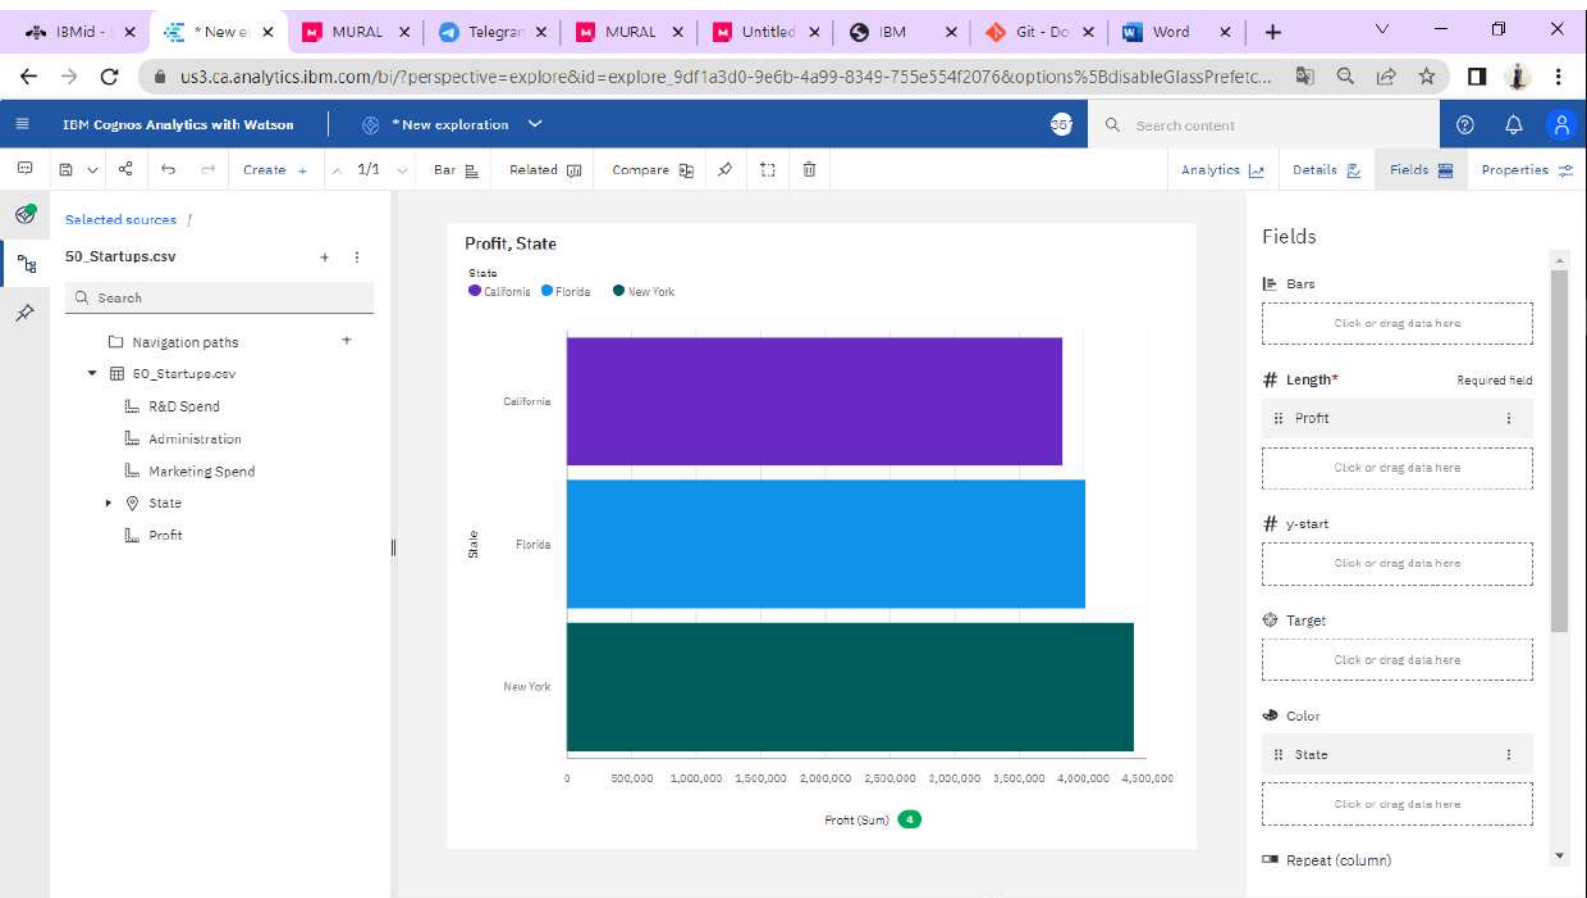 IBMid - 
* New e
MURAL
Telegran
MURAL
Untitled
IBM
Git - Do
Word
us3.ca.analytics.ibm.com/bi/?perspective=explore&id=explore_9df1a3d0-9e6b-4a99-8349-755e554f2076&options%5BdisableGlassPrefetc...
IBM Cognos Analytics with Watson
* New exploration
Search content
Create +
1/1
Bar
Related
Compare
Analytics
Details
Fields
Properties
Selected sources /
50_Startups.csv
Search
Navigation paths
50_Startups.csv
R&D Spend
Administration
Marketing Spend
State
Profit
Profit, State
State
California Florida New York
California
Florida
New York
State
0 500,000 1,000,000 1,500,000 2,000,000 2,500,000 3,000,000 3,500,000 4,000,000 4,500,000
Profit (Sum) 4
Fields
Bars
Click or drag data here
# Length*
Required field
Profit
Click or drag data here
# y-start
Click or drag data here
Target
Click or drag data here
Color
State
Click or drag data here
Repeat (column)